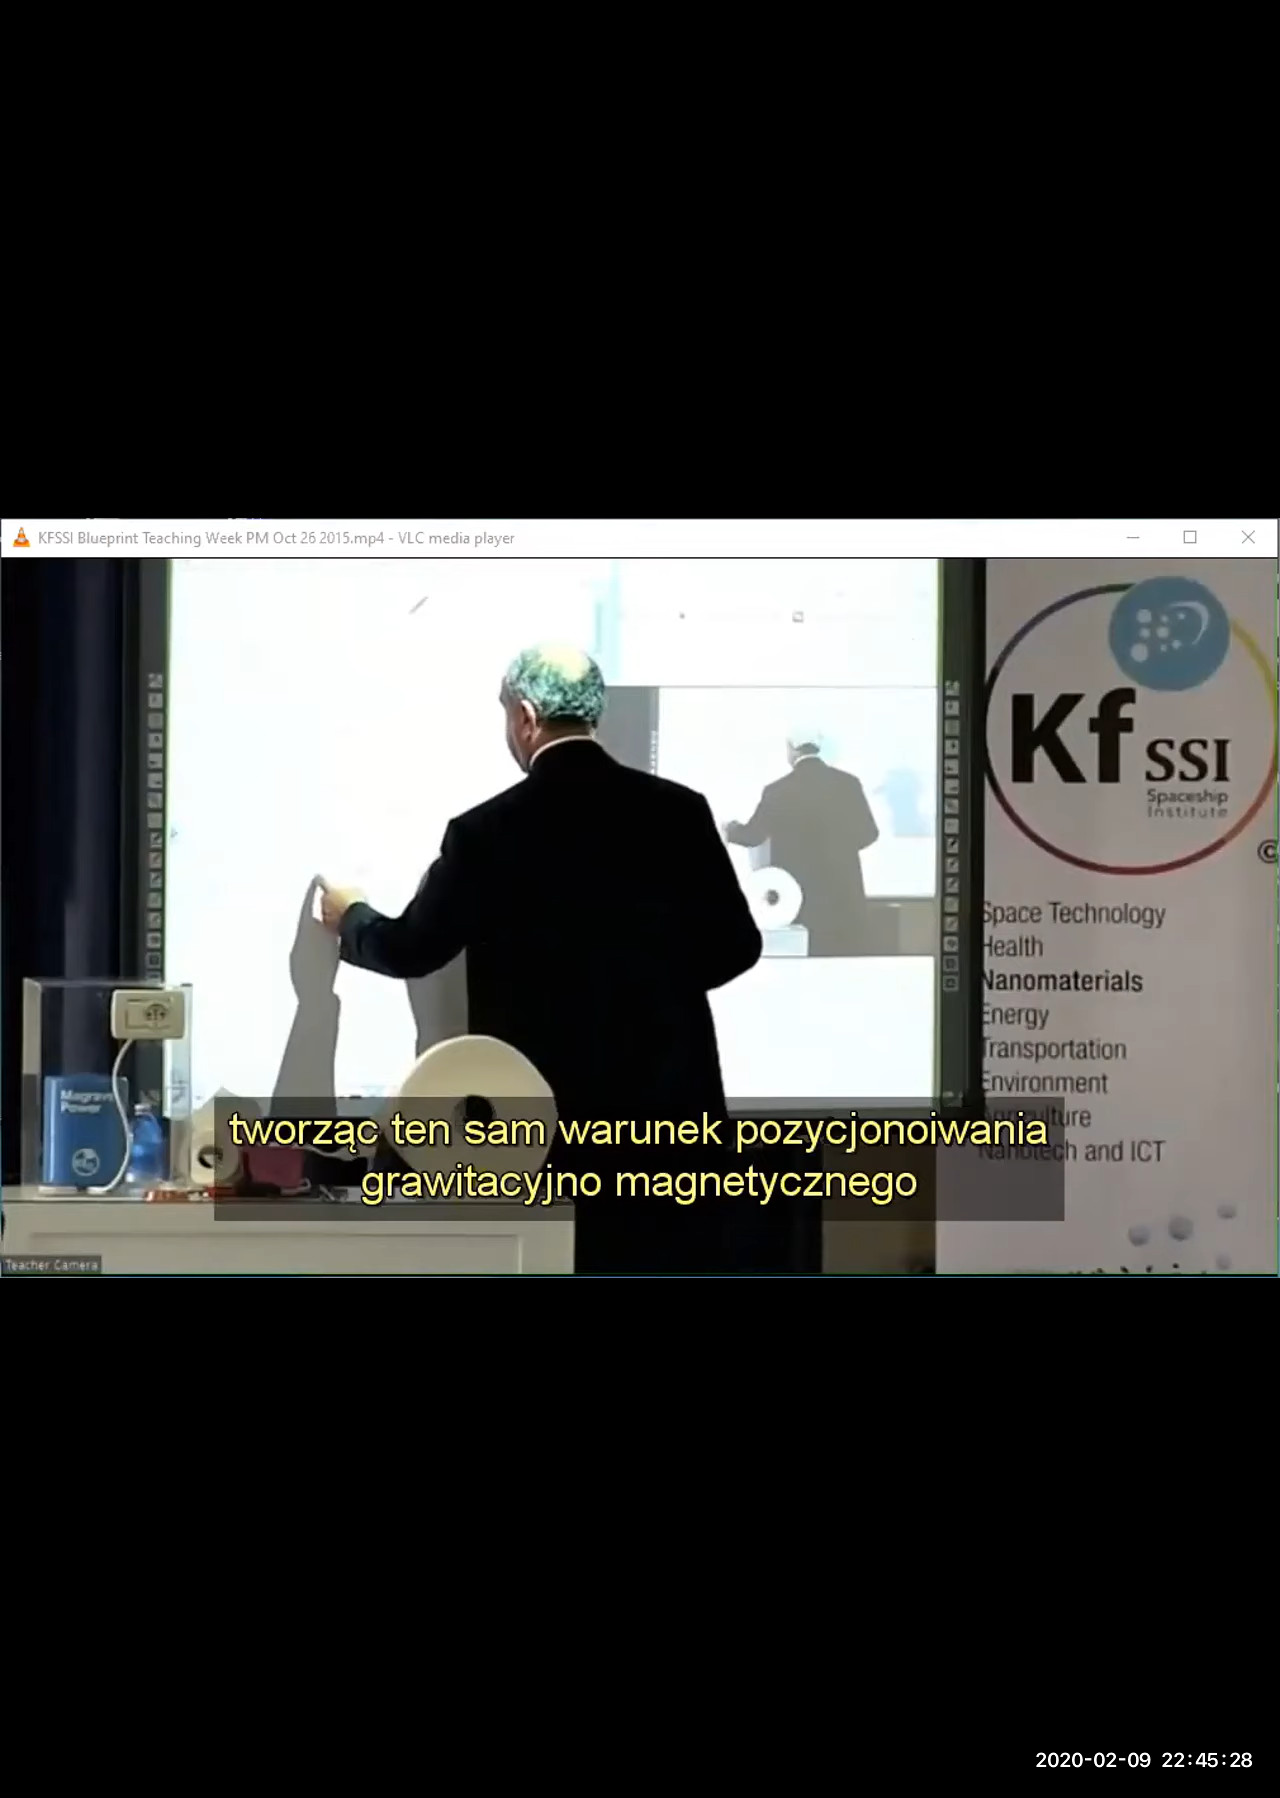 KFSSI Blueprint Teaching Week PM Oct 26 2015.mp4 - VLC media player
Kf SSI
Spaceship
Institute
©
Space Technology
Health
Nanomaterials
Energy
Transportation
Environment
Agriculture
Nanotech and ICT
Magravs
Power
tworząc ten sam warunek pozycjonoiwania
grawitacyjno magnetycznego
Teacher Camera
2020-02-09 22:45:28